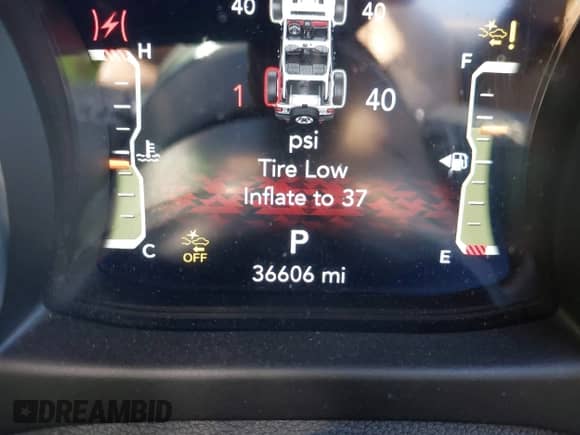 40 40
H F
1 40
psi
Tire Low
Inflate to 37
P
C OFF E
36606 mi
DREAMBID